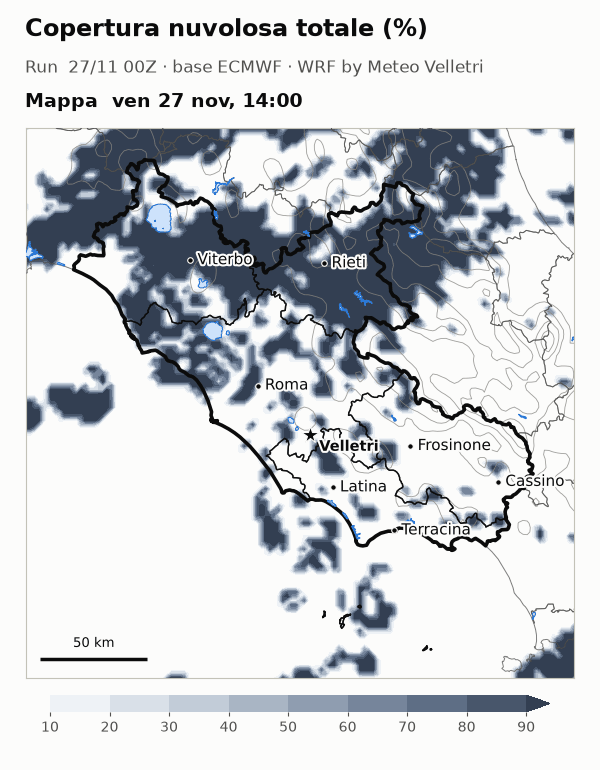 Copertura nuvolosa totale (%)
Run 27/11 00Z · base ECMWF · WRF by Meteo Velletri
Mappa ven 27 nov, 14:00
Viterbo
Rieti
Roma
Velletri
Frosinone
Cassino
Latina
Terracina
50 km
10 20 30 40 50 60 70 80 90